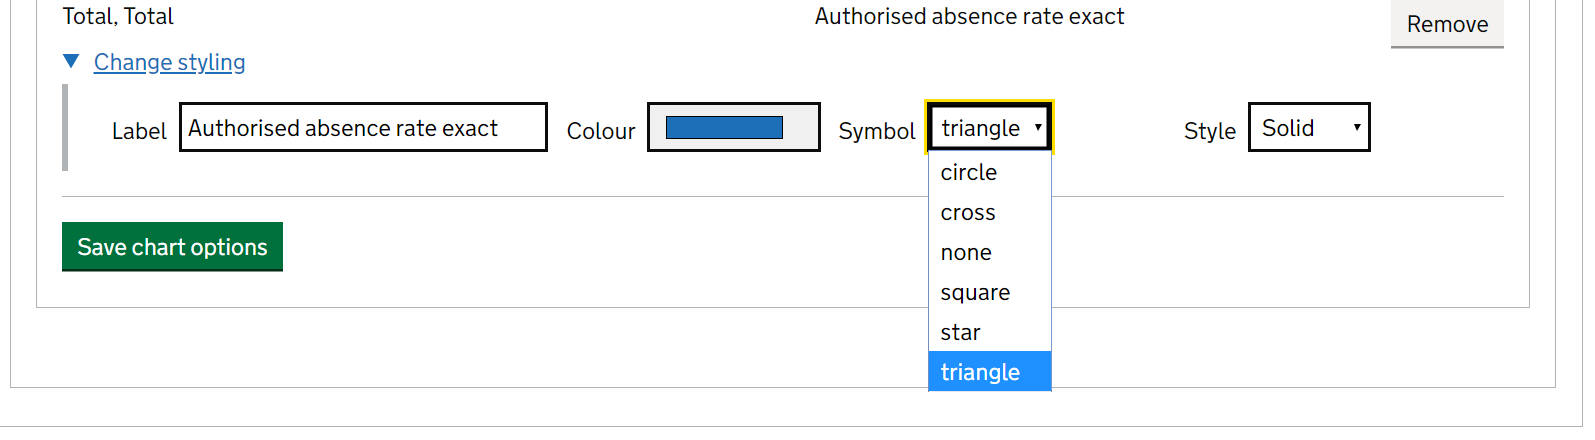 Total, Total
Authorised absence rate exact
Remove
Change styling
Label Authorised absence rate exact Colour Symbol triangle Style Solid
circle
cross
none
square
star
triangle
Save chart options